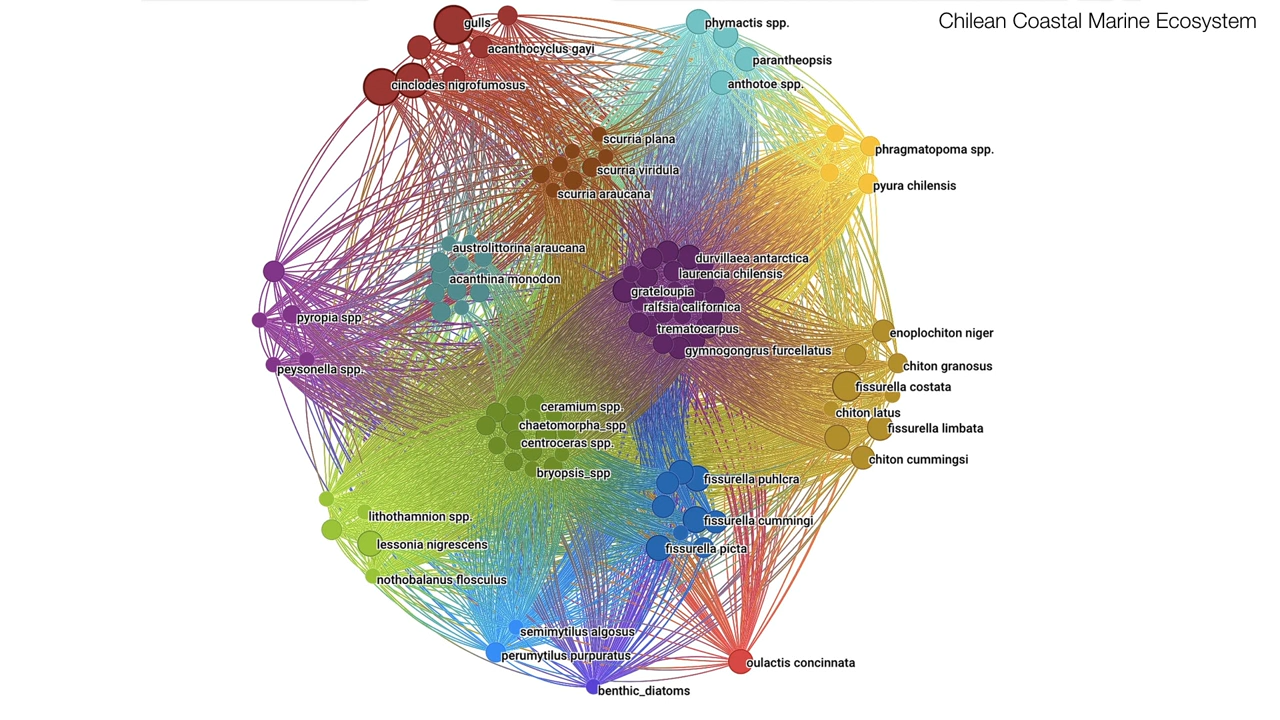 Chilean Coastal Marine Ecosystem
gulls
phymactis spp.
acanthocyclus gayi
parantheopsis
cinclodes nigrofumosus
anthotoe spp.
scurria plana
phragmatopoma spp.
scurria viridula
pyura chilensis
scurria araucana
austrolittorina araucana
durvillaea antarctica
laurencia chilensis
acanthina monodon
grateloupia
ralfsia californica
pyropia spp
trematocarpus
enoplochiton niger
gymnogongrus furcellatus
chiton granosus
peysonella spp.
fissurella costata
ceramium spp.
chiton latus
chaetomorpha_spp
fissurella limbata
centroceras spp.
chiton cummingsi
bryopsis_spp
fissurella puhlcra
lithothamnion spp.
fissurella cummingi
lessonia nigrescens
fissurella picta
nothobalanus flosculus
semimytilus algosus
perumytilus purpuratus
oulactis concinnata
benthic_diatoms